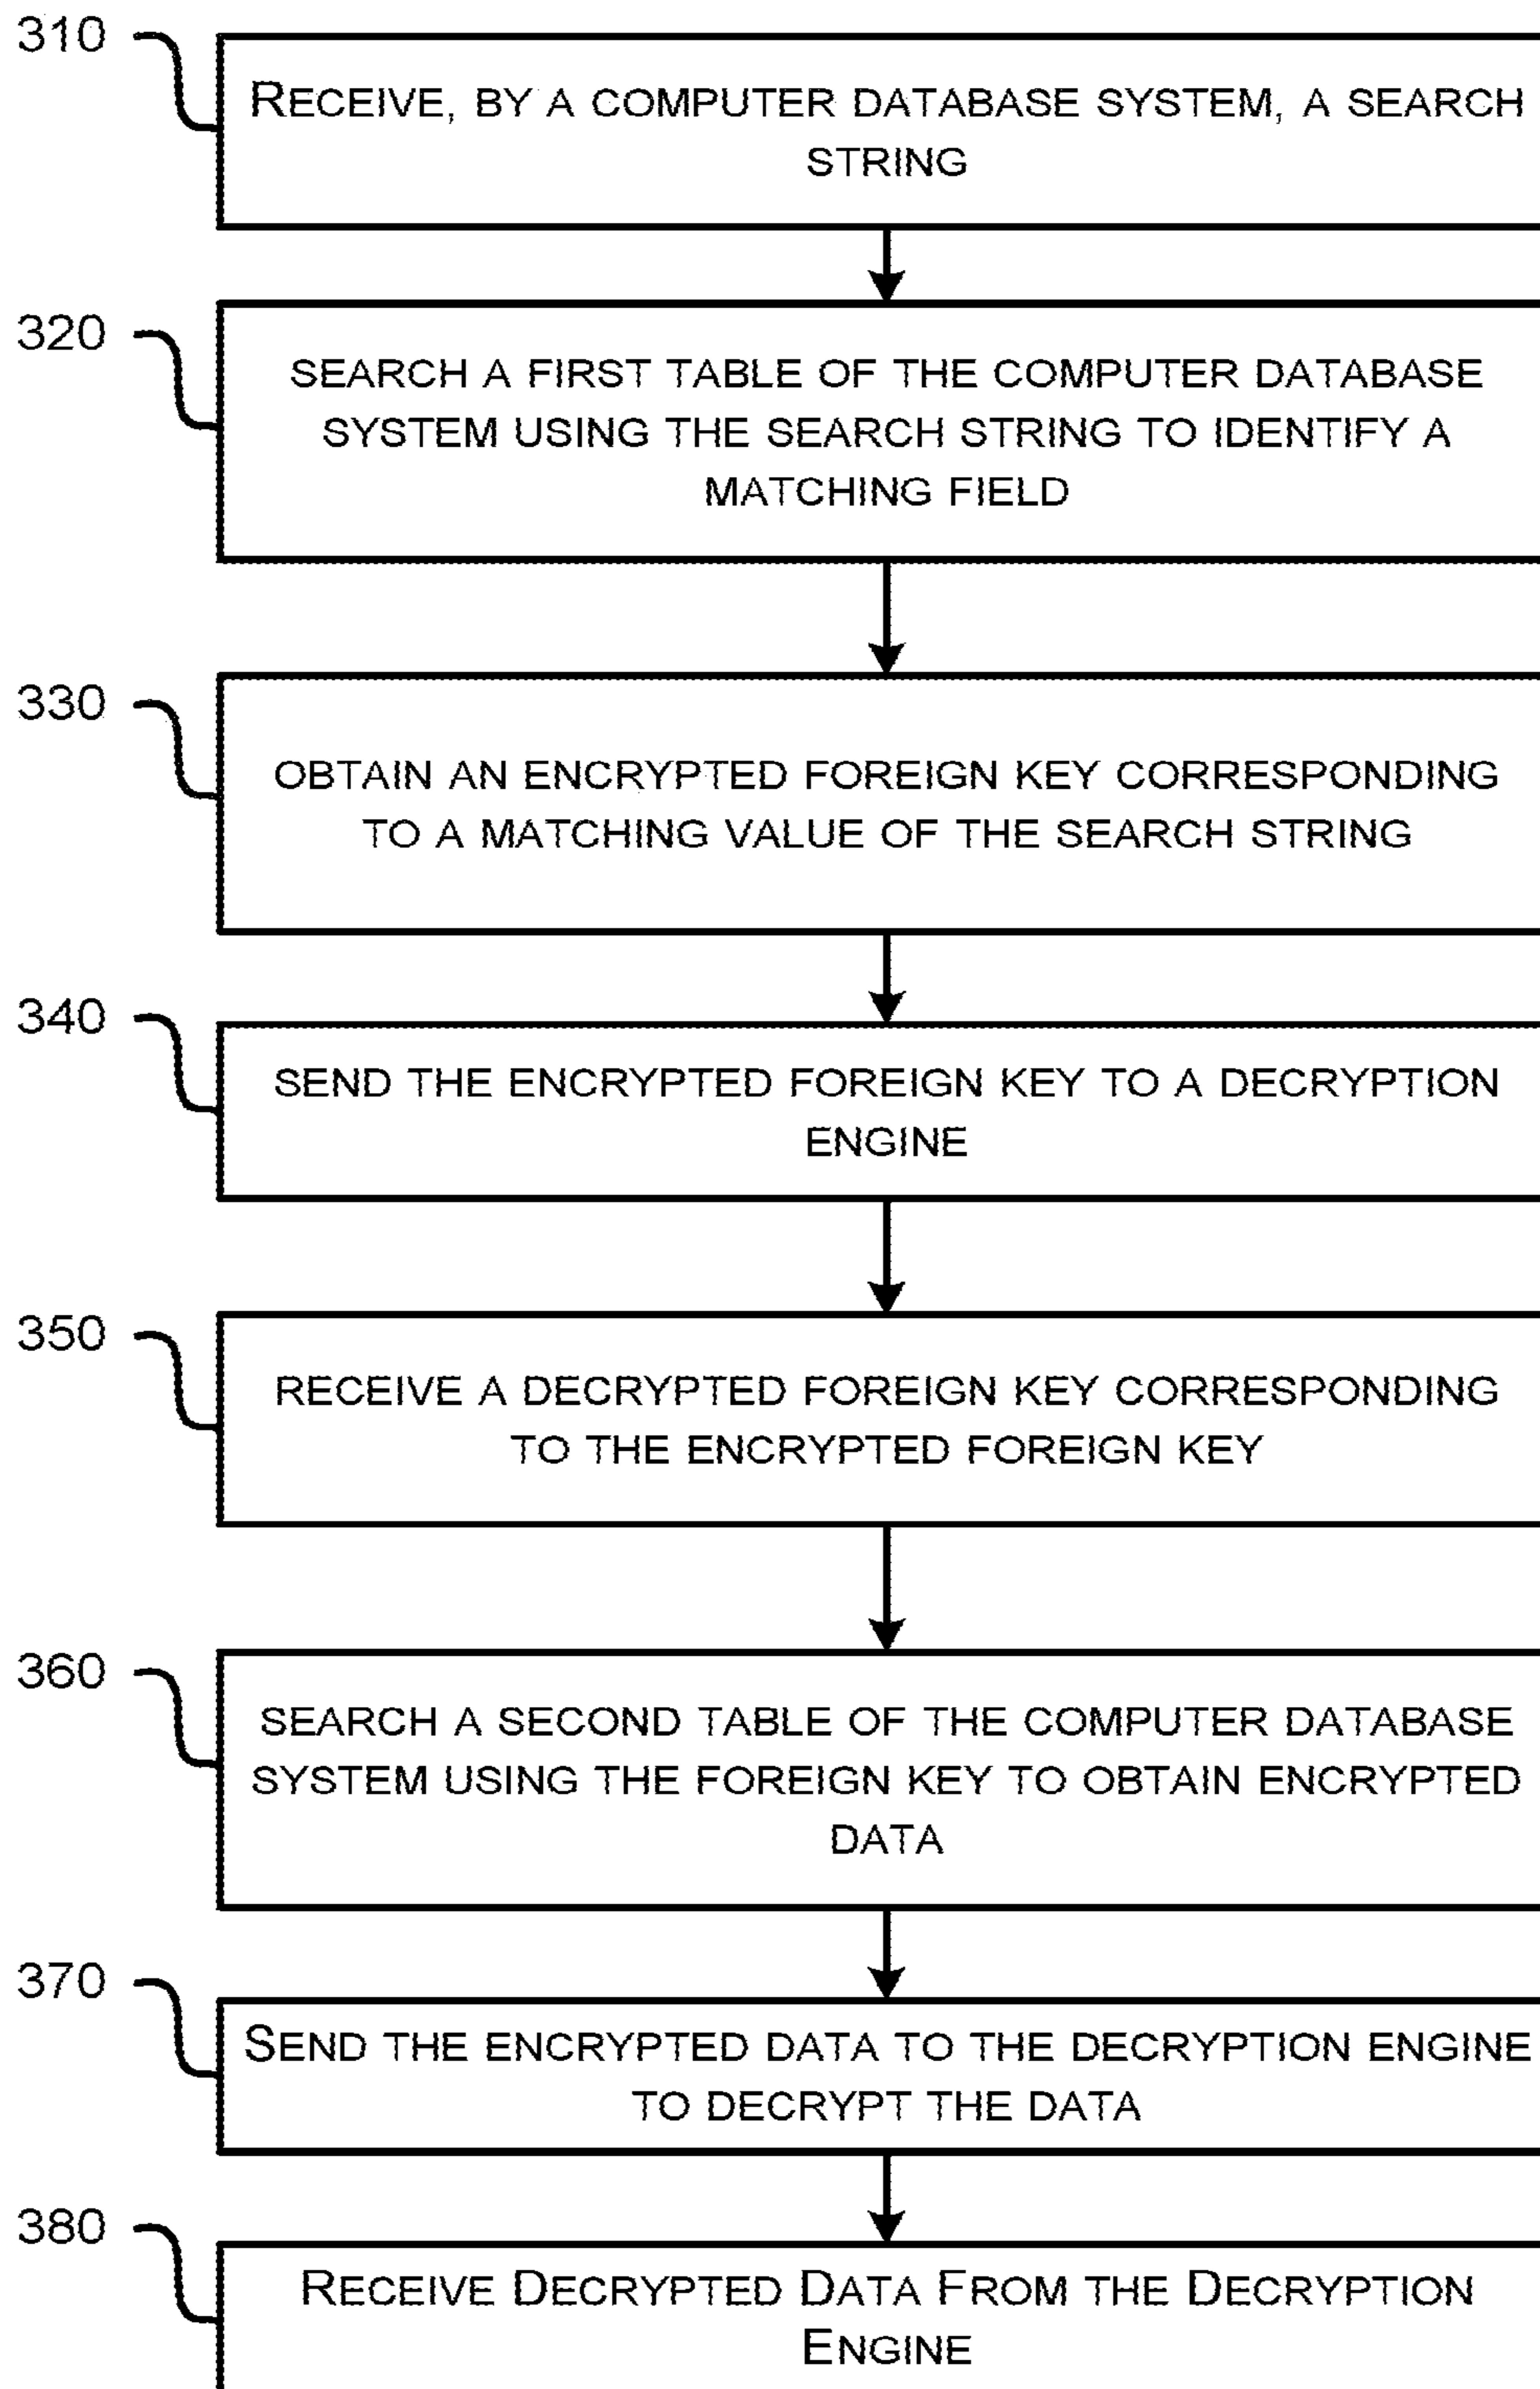 310
RECEIVE, BY A COMPUTER DATABASE SYSTEM, A SEARCH
STRING
320
SEARCH A FIRST TABLE OF THE COMPUTER DATABASE
SYSTEM USING THE SEARCH STRING TO IDENTIFY A
MATCHING FIELD
330
OBTAIN AN ENCRYPTED FOREIGN KEY CORRESPONDING
TO A MATCHING VALUE OF THE SEARCH STRING
340
SEND THE ENCRYPTED FOREIGN KEY TO A DECRYPTION
ENGINE
350
RECEIVE A DECRYPTED FOREIGN KEY CORRESPONDING
TO THE ENCRYPTED FOREIGN KEY
360
SEARCH A SECOND TABLE OF THE COMPUTER DATABASE
SYSTEM USING THE FOREIGN KEY TO OBTAIN ENCRYPTED
DATA
370
SEND THE ENCRYPTED DATA TO THE DECRYPTION ENGINE
TO DECRYPT THE DATA
380
RECEIVE DECRYPTED DATA FROM THE DECRYPTION
ENGINE